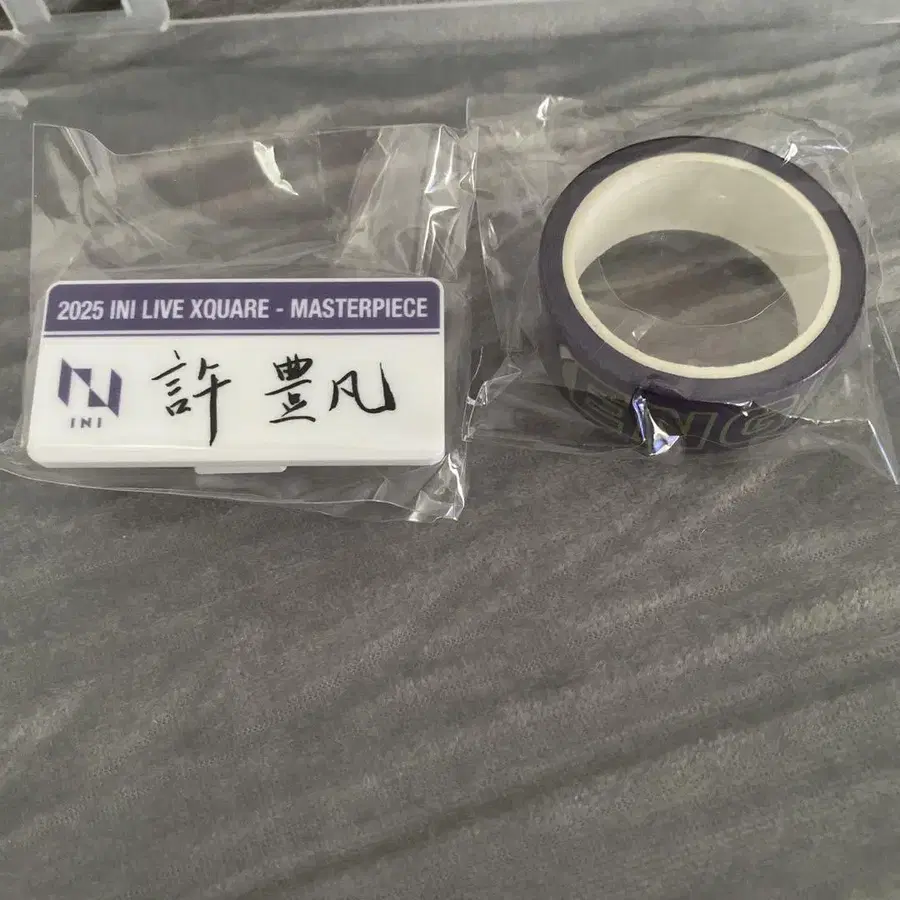 2025 INI LIVE XQUARE - MASTERPIECE
許 豊凡
INI